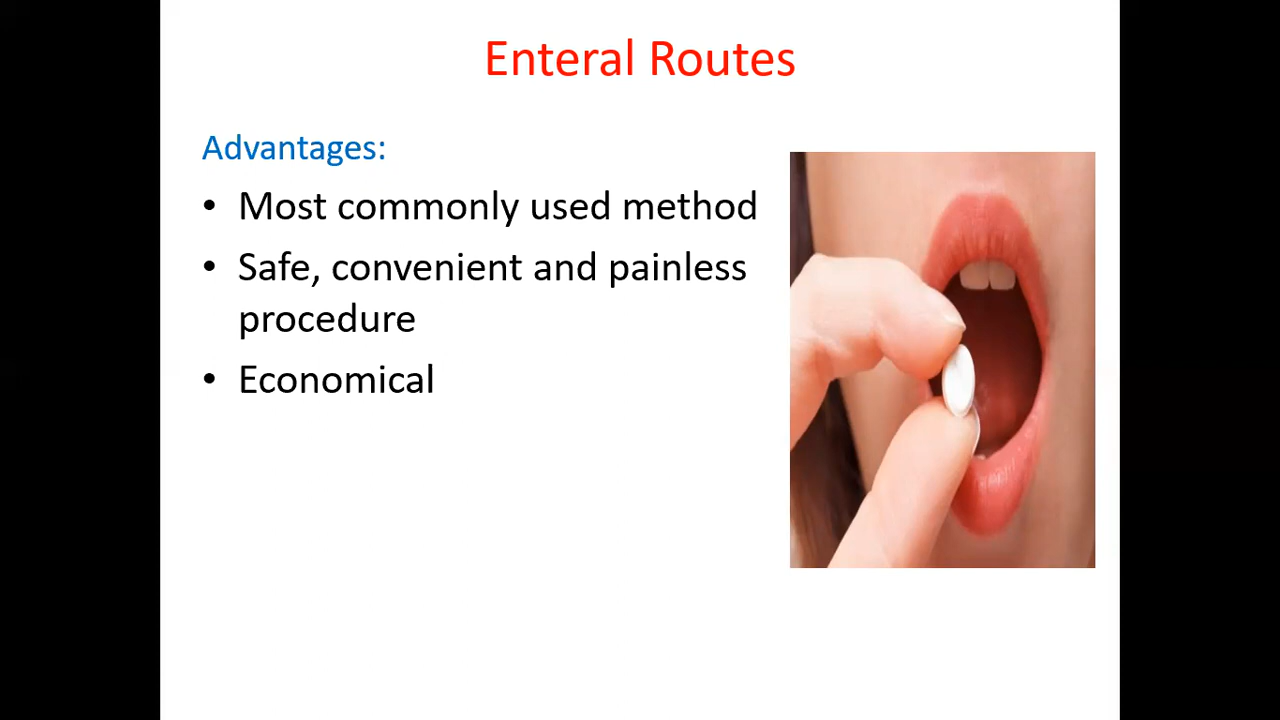 Enteral Routes
Advantages:
• Most commonly used method
• Safe, convenient and painless
procedure
• Economical